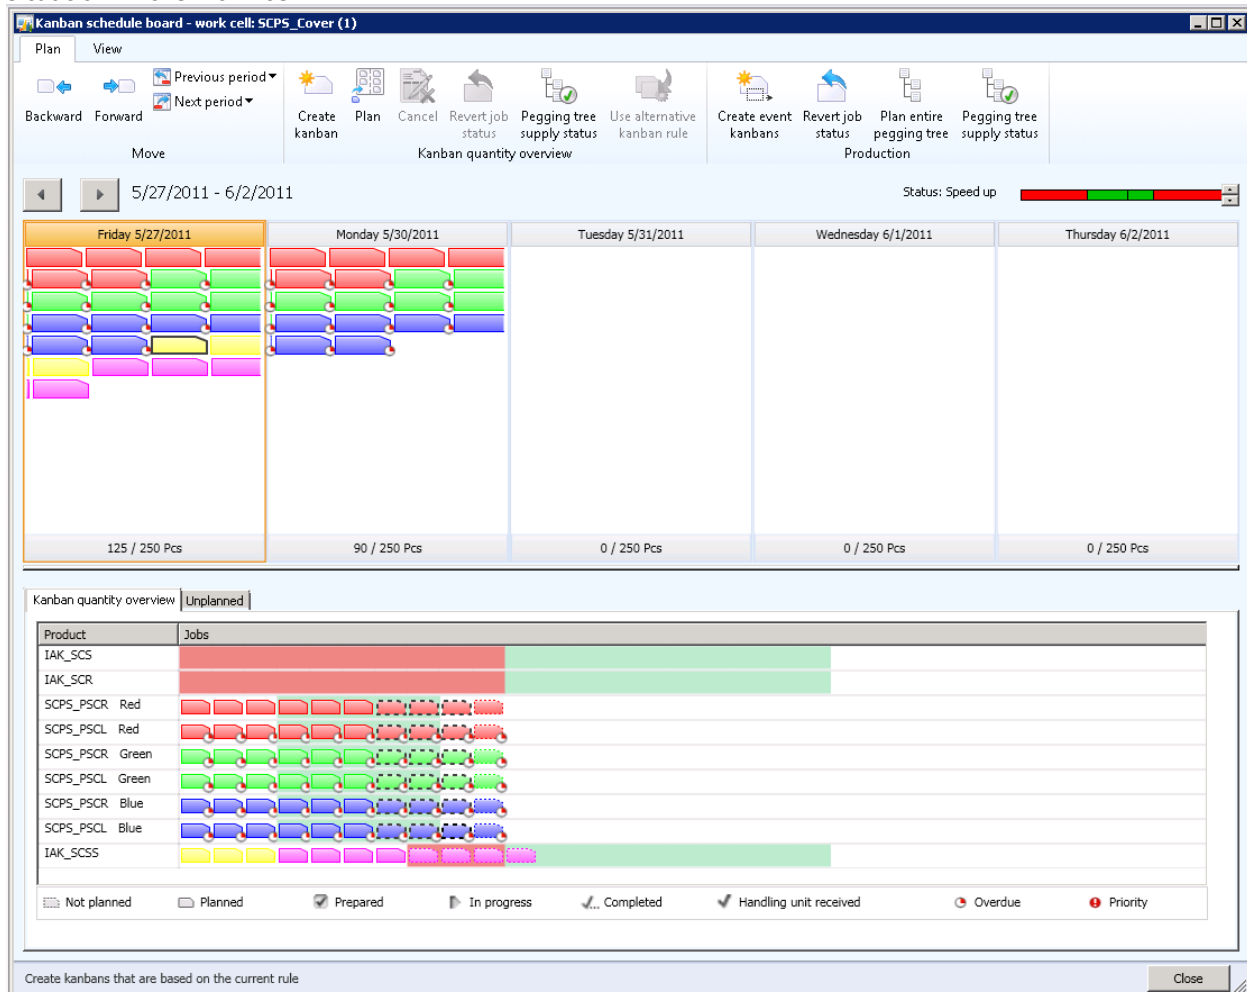 Kanban schedule board - work cell: SCPS_Cover (1)
Plan View
Backward Forward Previous period Next period
Move
Create kanban Plan Cancel Revert job status Pegging tree supply status Use alternative kanban rule
Kanban quantity overview
Create event kanbans Revert job status Plan entire pegging tree Pegging tree supply status
Production
5/27/2011 - 6/2/2011 Status: Speed up
Friday 5/27/2011 Monday 5/30/2011 Tuesday 5/31/2011 Wednesday 6/1/2011 Thursday 6/2/2011
125 / 250 Pcs 90 / 250 Pcs 0 / 250 Pcs 0 / 250 Pcs 0 / 250 Pcs
Kanban quantity overview Unplanned
Product Jobs
IAK_SCS
IAK_SCR
SCPS_PSCR Red
SCPS_PSCL Red
SCPS_PSCR Green
SCPS_PSCL Green
SCPS_PSCR Blue
SCPS_PSCL Blue
IAK_SCSS
Not planned Planned Prepared In progress Completed Handling unit received Overdue Priority
Create kanbans that are based on the current rule Close